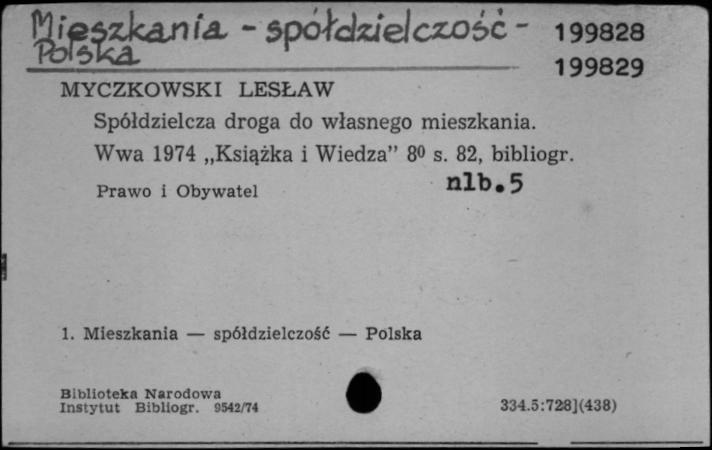 Mieszkania - spółdzielczość -
Polska
199828
199829
MYCZKOWSKI LESŁAW
Spółdzielcza droga do własnego mieszkania.
Wwa 1974 „Książka i Wiedza” 8⁰ s. 82, bibliogr.
nlb.5
Prawo i Obywatel
1. Mieszkania — spółdzielczość — Polska
Biblioteka Narodowa
Instytut Bibliogr. 9542/74
334.5:728](438)